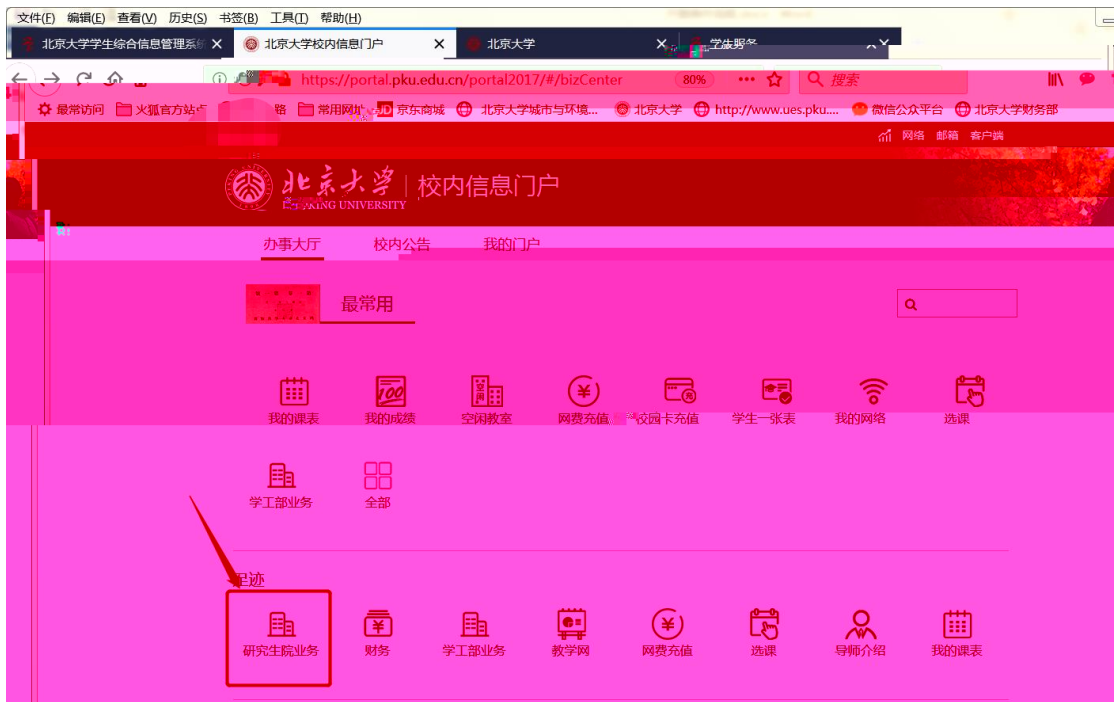 文件(F) 编辑(E) 查看(V) 历史(S) 书签(B) 工具(T) 帮助(H)
北京大学学生综合信息管理系统 北京大学校内信息门户 北京大学
https://portal.pku.edu.cn/portal2017/#/bizCenter 80% 搜索
最常访问 火狐官方站点 常用网址 JD 京东商城 北京大学城市与环境... 北京大学 http://www.ues.pku.... 微信公众平台 北京大学财务部
网络 邮箱 客户端
北京大学 校内信息门户
PEKING UNIVERSITY
办事大厅 校内公告 我的门户
最常用
我的课表 我的成绩 空闲教室 网费充值 校园卡充值 学生一张表 我的网络 选课
学工部业务 全部
足迹
研究生院业务 财务 学工部业务 教学网 网费充值 选课 导师介绍 我的课表